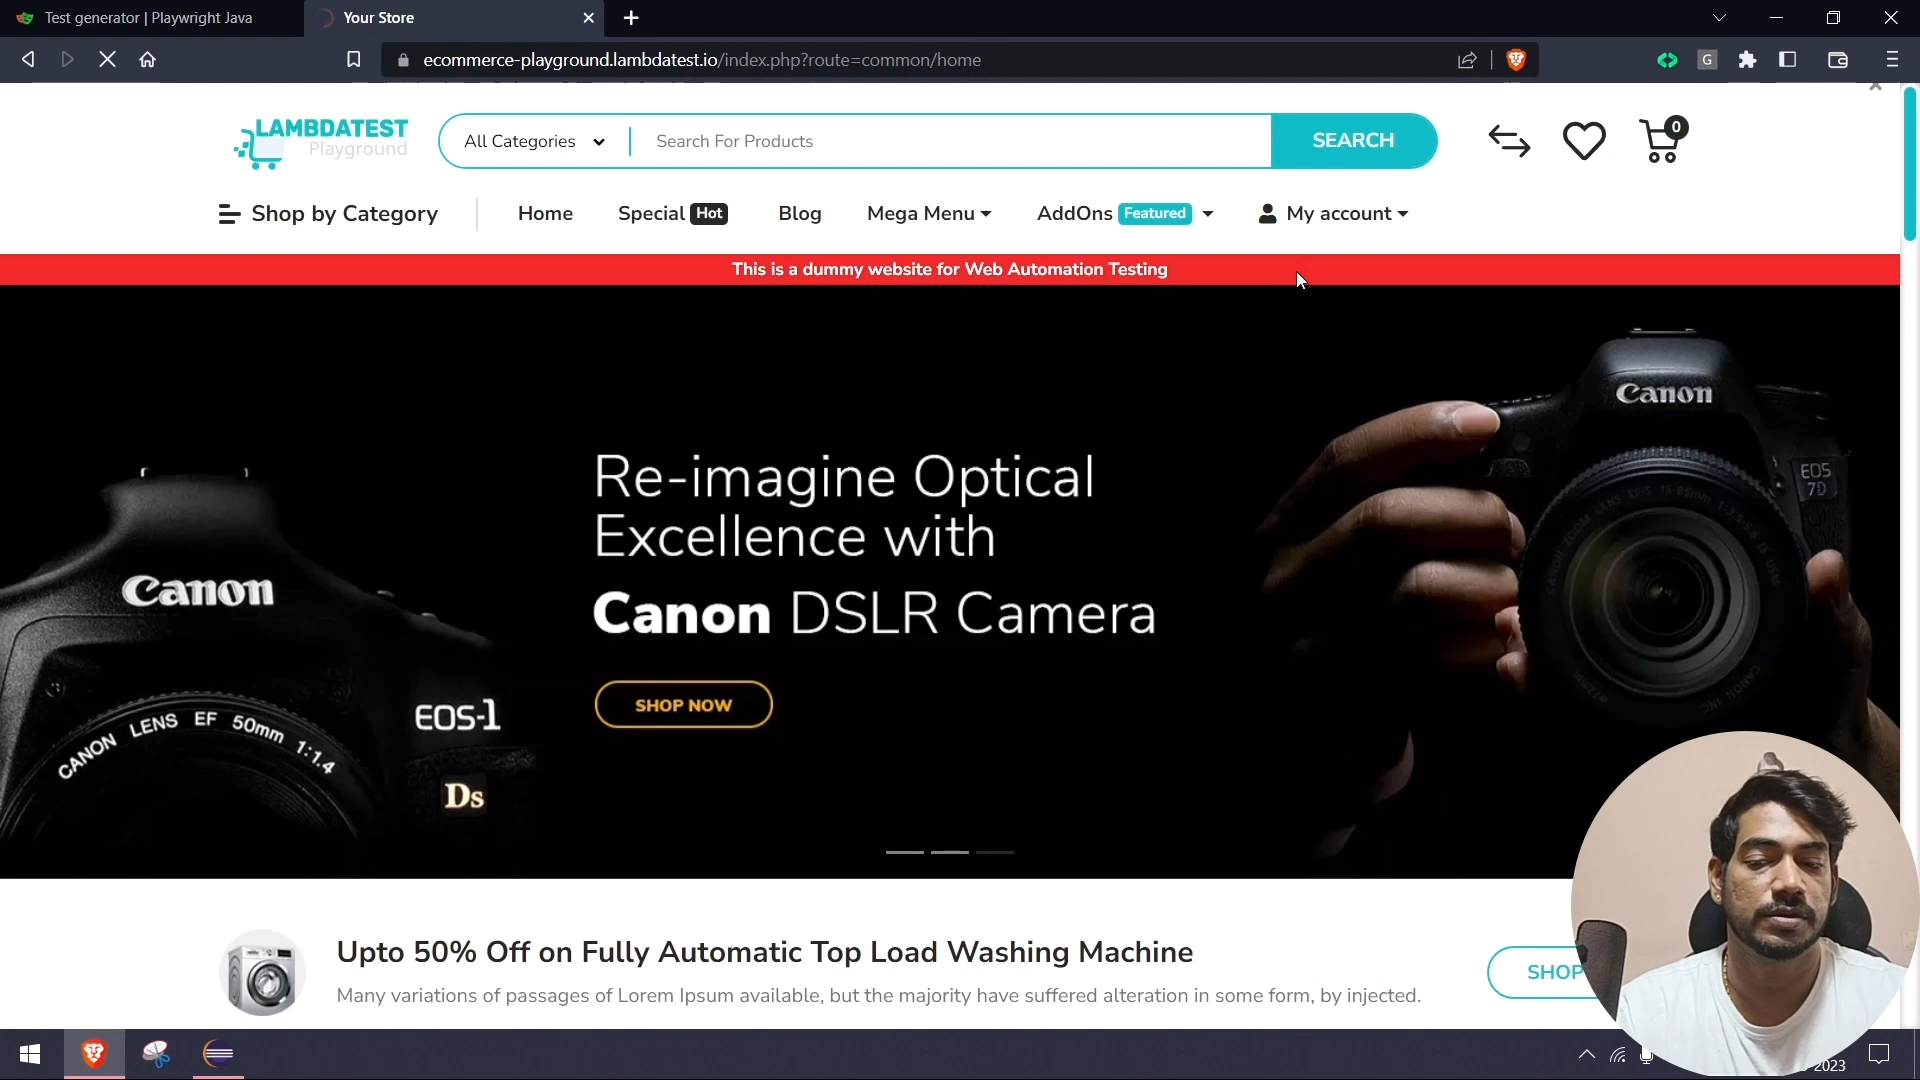 Test generator | Playwright Java
Your Store
ecommerce-playground.lambdatest.io/index.php?route=common/home
G
LAMBDATEST
Playground
All Categories
Search For Products
SEARCH
0
Shop by Category
Home
Special Hot
Blog
Mega Menu
AddOns Featured
My account
This is a dummy website for Web Automation Testing
Re-imagine Optical
Excellence with
Canon DSLR Camera
SHOP NOW
Canon
EOS
7D
Canon
EOS-1
Ds
CANON LENS EF 50mm 1:1.4
Upto 50% Off on Fully Automatic Top Load Washing Machine
Many variations of passages of Lorem Ipsum available, but the majority have suffered alteration in some form, by injected.
SHOP
2023